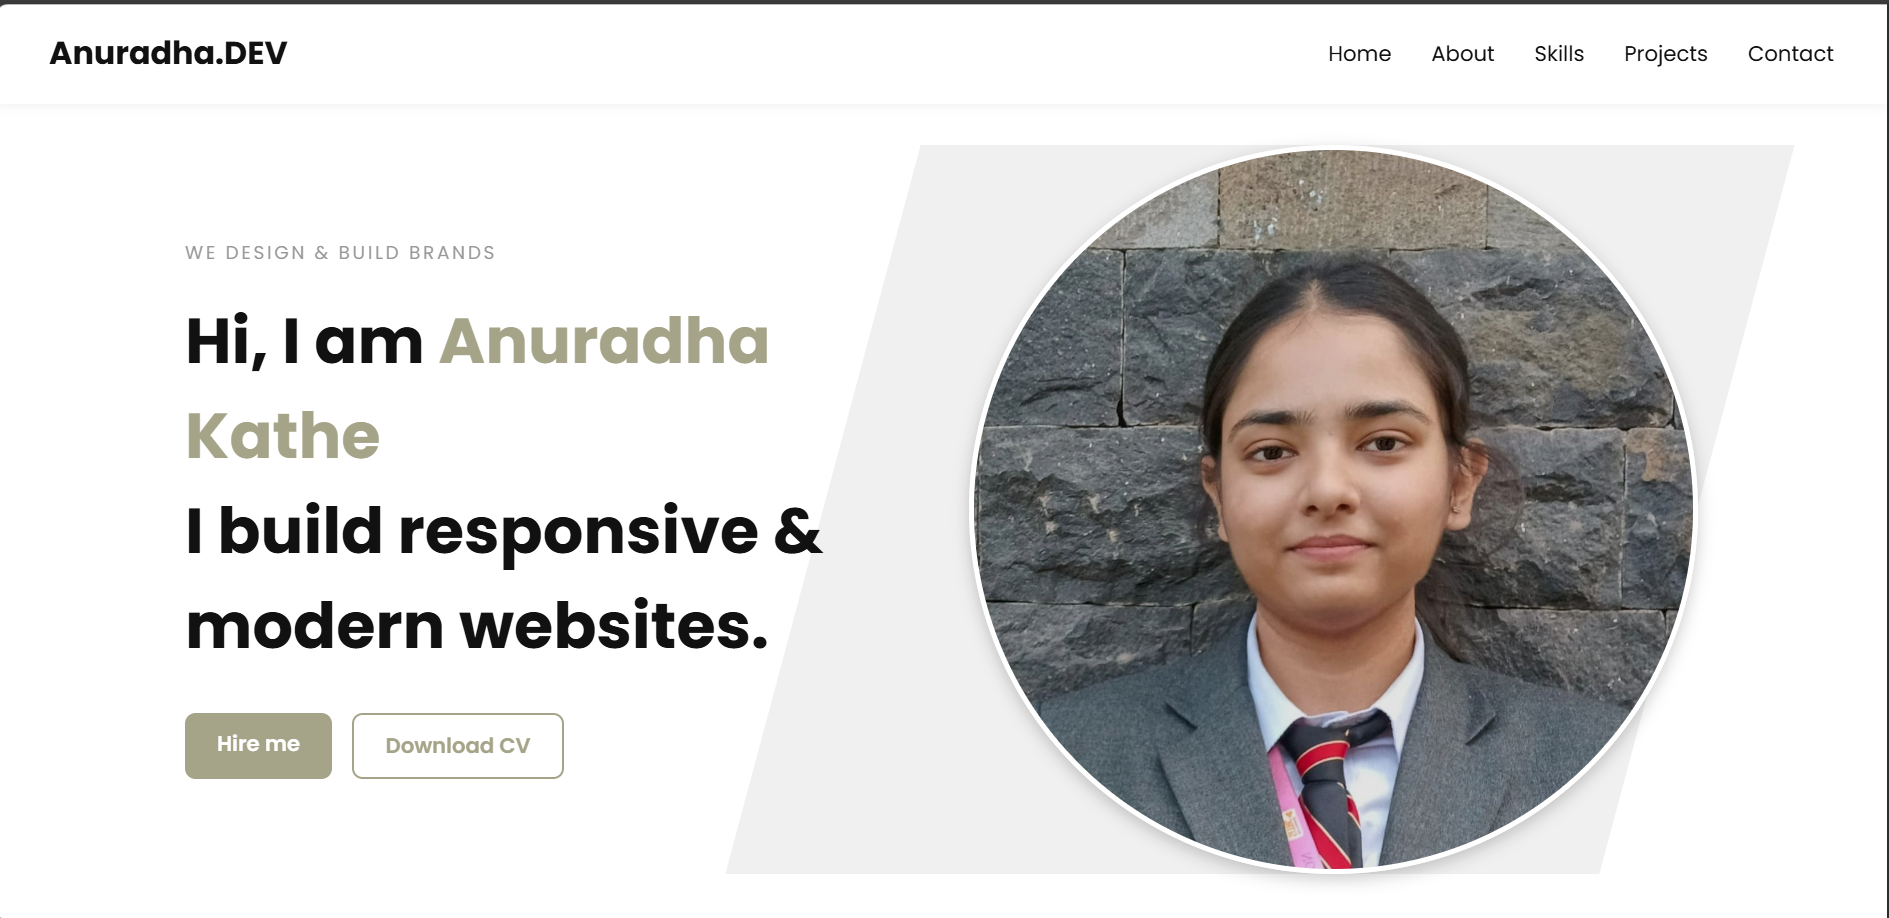 Anuradha.DEV
Home About Skills Projects Contact
WE DESIGN & BUILD BRANDS
Hi, I am Anuradha
Kathe
I build responsive &
modern websites.
Hire me
Download CV